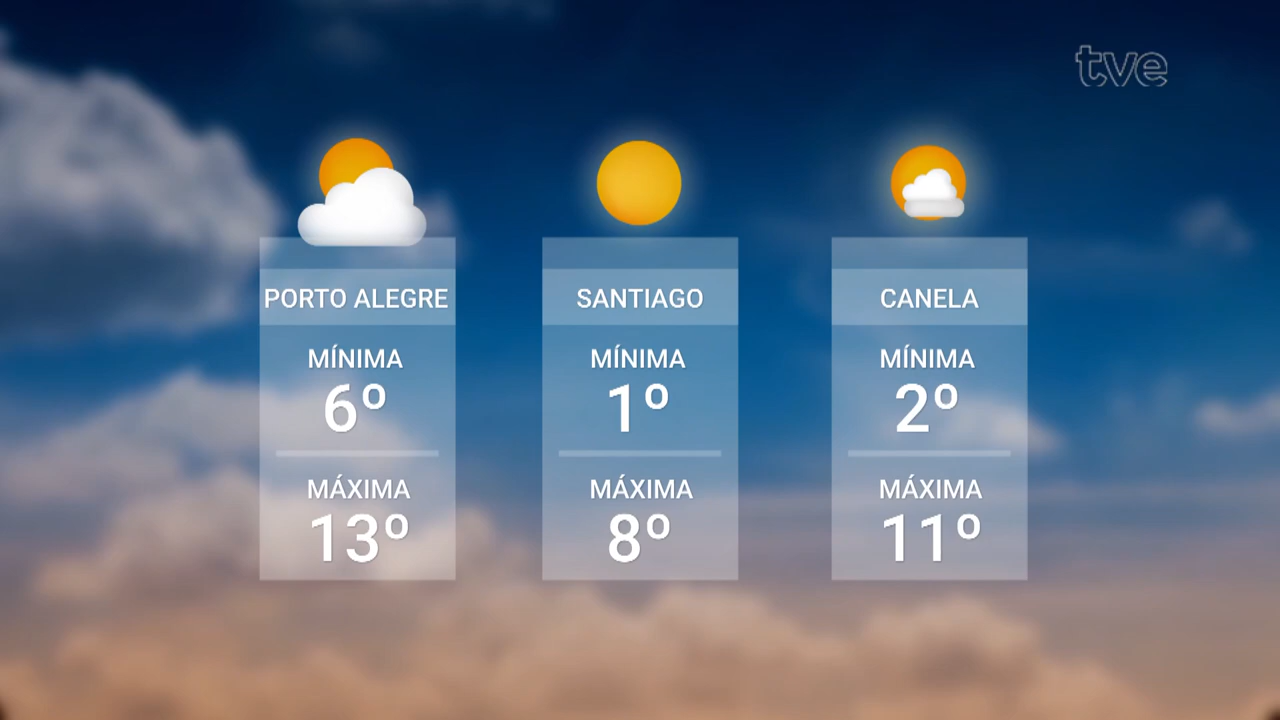 tve
PORTO ALEGRE
MÍNIMA
6º
MÁXIMA
13º
SANTIAGO
MÍNIMA
1º
MÁXIMA
8º
CANELA
MÍNIMA
2º
MÁXIMA
11º